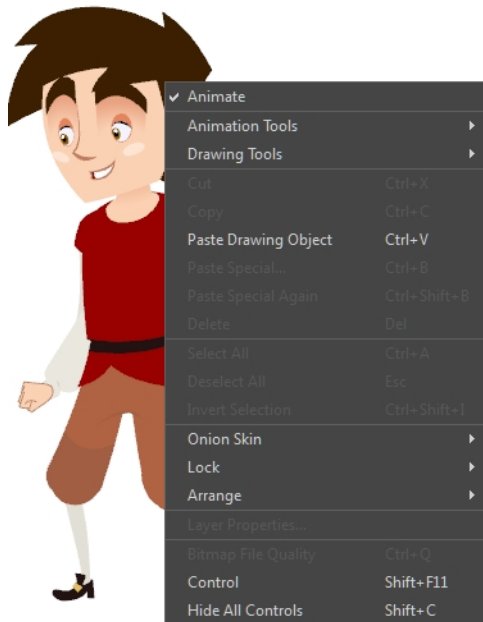 Animate
Animation Tools
Drawing Tools
Cut Ctrl+X
Copy Ctrl+C
Paste Drawing Object Ctrl+V
Paste Special... Ctrl+B
Paste Special Again Ctrl+Shift+B
Delete Del
Select All Ctrl+A
Deselect All Esc
Invert Selection Ctrl+Shift+I
Onion Skin
Lock
Arrange
Layer Properties...
Bitmap File Quality Ctrl+Q
Control Shift+F11
Hide All Controls Shift+C